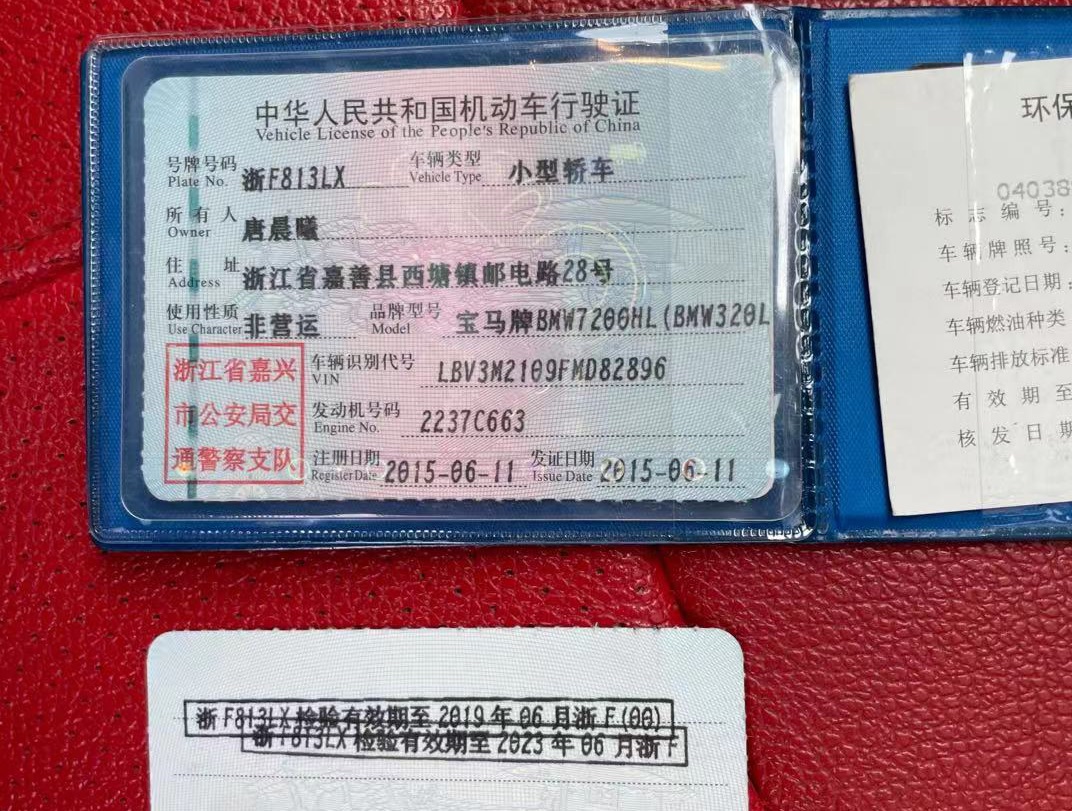 中华人民共和国机动车行驶证
Vehicle License of the People's Republic of China
号牌号码 浙F813LX 车辆类型 小型轿车
Plate No. Vehicle Type
所有人 唐晨曦
Owner
住址 浙江省嘉善县西塘镇邮电路28号
Address
使用性质 非营运 品牌型号 宝马牌BMW7200HL(BMW320L
Use Character Model
浙江省嘉兴
市公安局交
通警察支队
车辆识别代号 LBV3M2109FMD82896
VIN
发动机号码 2237C663
Engine No.
注册日期 2015-06-11 发证日期 2015-06-11
Register Date Issue Date
环保
04038
标志编号:
车辆牌照号:
车辆登记日期:
车辆燃油种类
车辆排放标准
有效期至
核发日期
浙F813LX检验有效期至2019年06月浙F(00)
浙F813LX检验有效期至2023年06月浙F